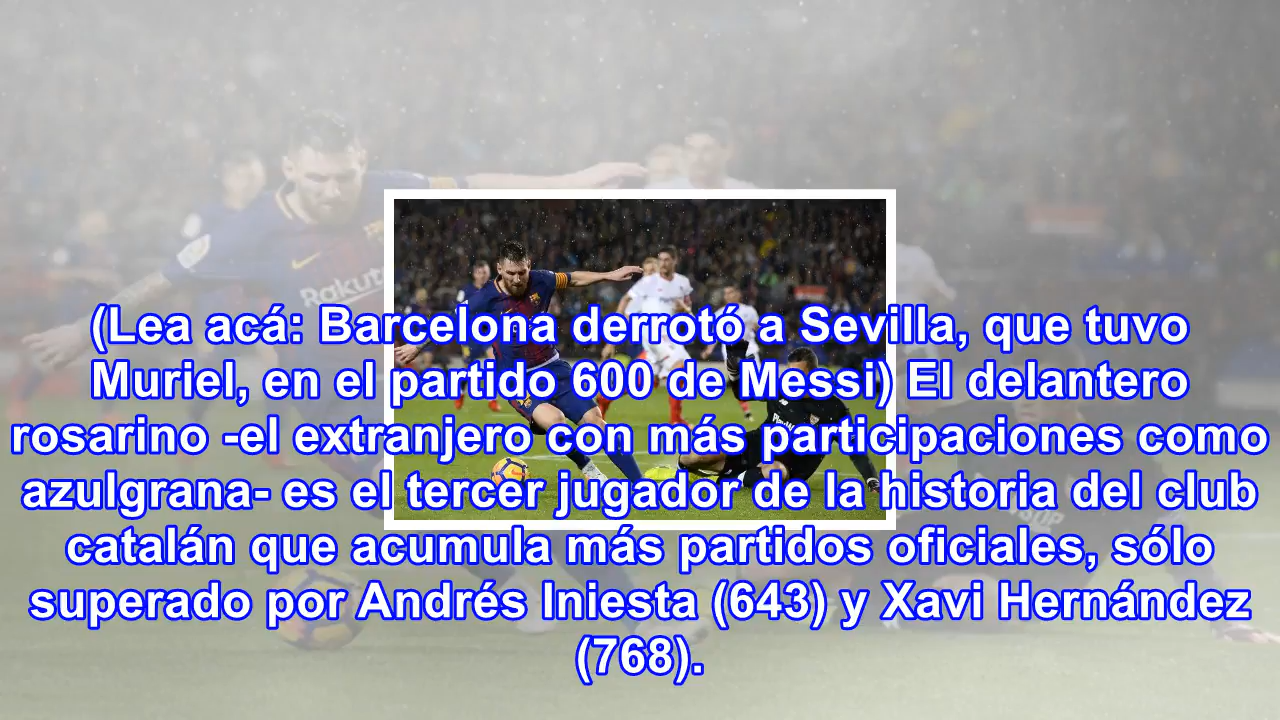 (Lea acá: Barcelona derrotó a Sevilla, que tuvo
Muriel, en el partido 600 de Messi) El delantero
rosarino -el extranjero con más participaciones como
azulgrana- es el tercer jugador de la historia del club
catalán que acumula más partidos oficiales, sólo
superado por Andrés Iniesta (643) y Xavi Hernández
(768).
Rakuten